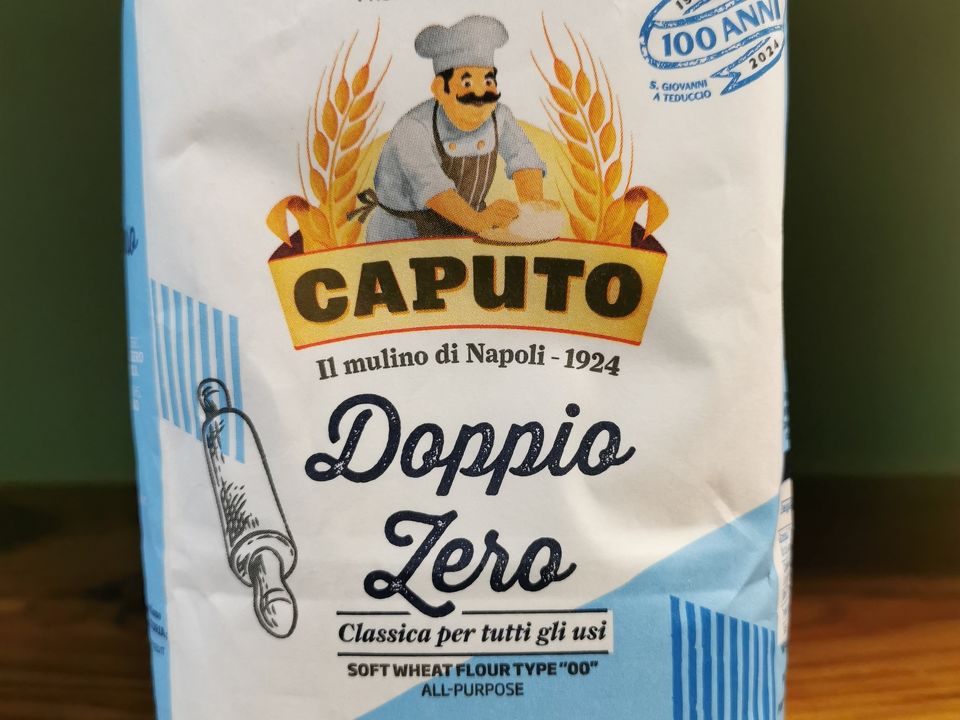 100 ANNI
2024
S. GIOVANNI
A TEDUCCIO
CAPUTO
Il mulino di Napoli - 1924
Doppio
Zero
Classica per tutti gli usi
SOFT WHEAT FLOUR TYPE "00"
ALL-PURPOSE